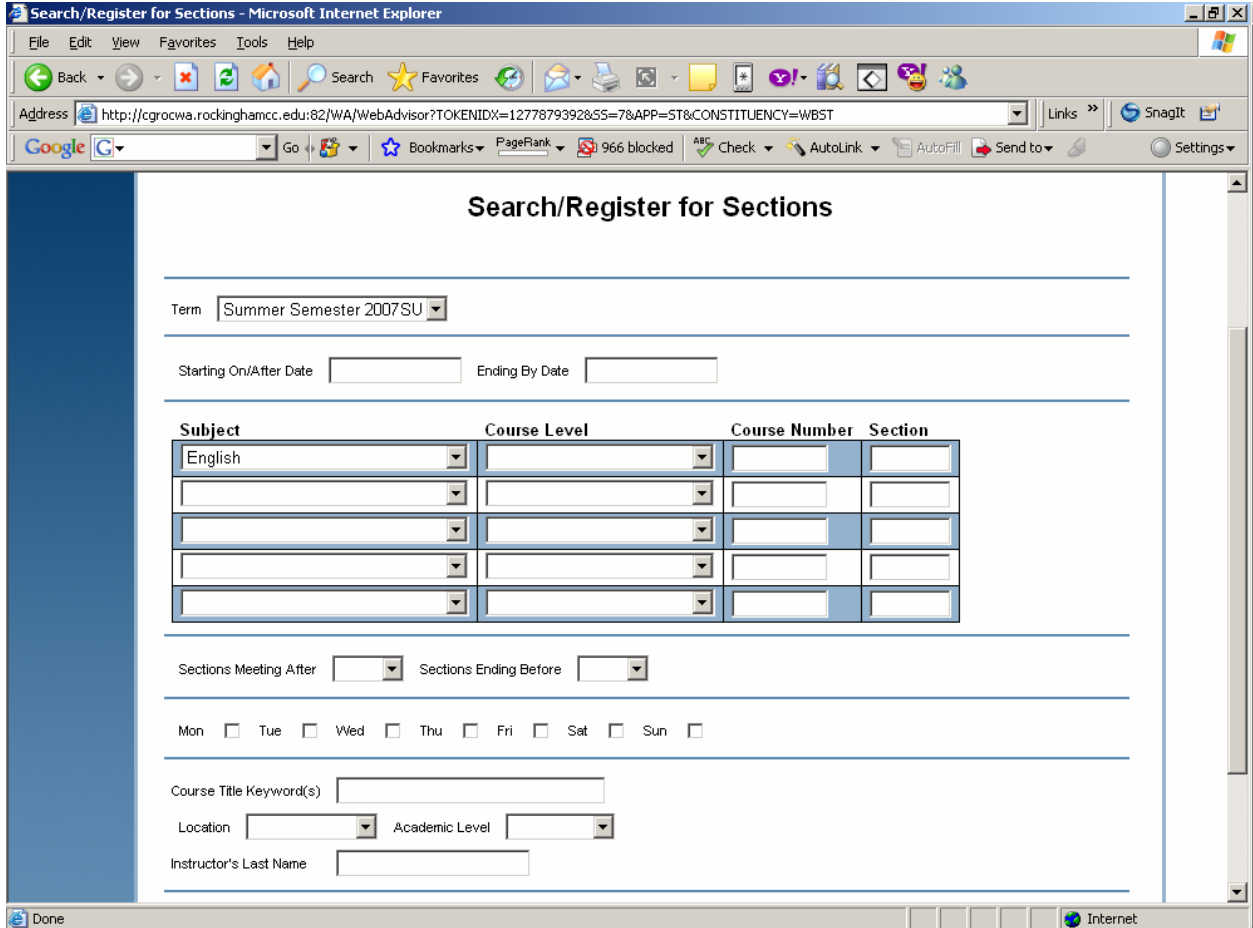 Search/Register for Sections - Microsoft Internet Explorer
File Edit View Favorites Tools Help
Back Search Favorites
Address http://cgrocwa.rockinghamcc.edu:82/WA/WebAdvisor?TOKENIDX=1277879392&SS=7&APP=ST&CONSTITUENCY=WBST Links » SnagIt
Google G Go Bookmarks PageRank 966 blocked ABC Check AutoLink AutoFill Send to Settings
Search/Register for Sections
Term Summer Semester 2007SU
Starting On/After Date Ending By Date
Subject Course Level Course Number Section
English
Sections Meeting After Sections Ending Before
Mon Tue Wed Thu Fri Sat Sun
Course Title Keyword(s)
Location Academic Level
Instructor's Last Name
Done Internet